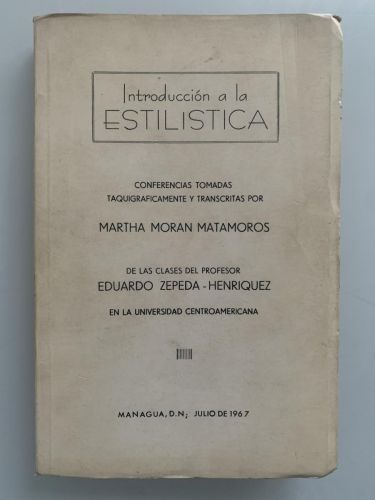 Introducción a la
ESTILISTICA
CONFERENCIAS TOMADAS
TAQUIGRAFICAMENTE Y TRANSCRITAS POR
MARTHA MORAN MATAMOROS
DE LAS CLASES DEL PROFESOR
EDUARDO ZEPEDA-HENRIQUEZ
EN LA UNIVERSIDAD CENTROAMERICANA
MANAGUA, D.N; JULIO DE 1967